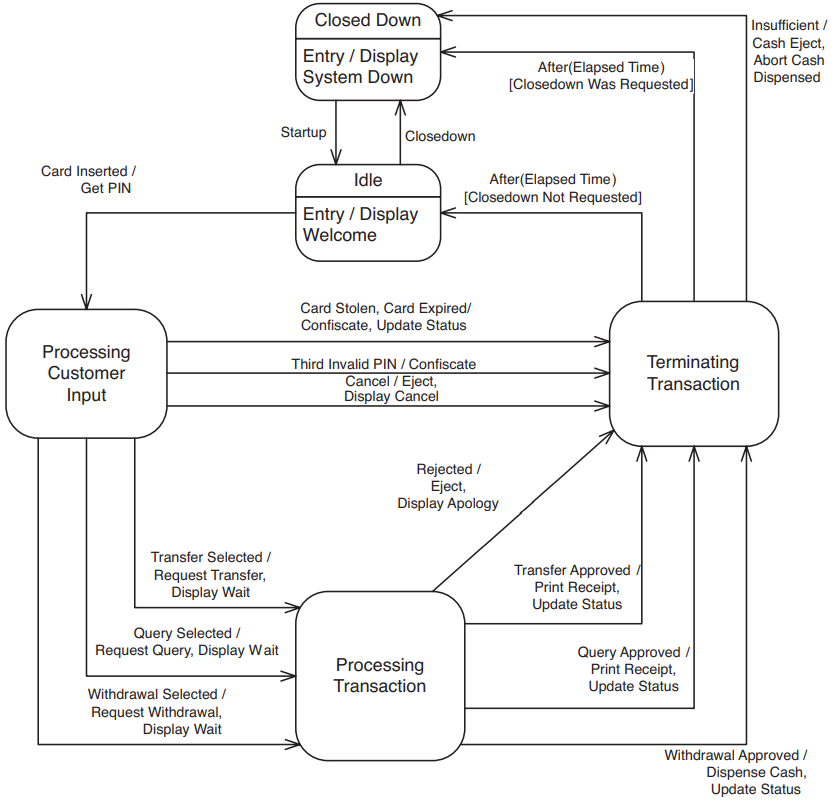 Closed Down
Entry / Display
System Down
Insufficient /
Cash Eject,
Abort Cash
Dispensed
After(Elapsed Time)
[Closedown Was Requested]
Startup
Closedown
Card Inserted /
Get PIN
Idle
Entry / Display
Welcome
After(Elapsed Time)
[Closedown Not Requested]
Processing
Customer
Input
Card Stolen, Card Expired/
Confiscate, Update Status
Third Invalid PIN / Confiscate
Cancel / Eject,
Display Cancel
Terminating
Transaction
Rejected /
Eject,
Display Apology
Transfer Selected /
Request Transfer,
Display Wait
Transfer Approved /
Print Receipt,
Update Status
Query Selected /
Request Query, Display Wait
Processing
Transaction
Query Approved /
Print Receipt,
Update Status
Withdrawal Selected /
Request Withdrawal,
Display Wait
Withdrawal Approved /
Dispense Cash,
Update Status